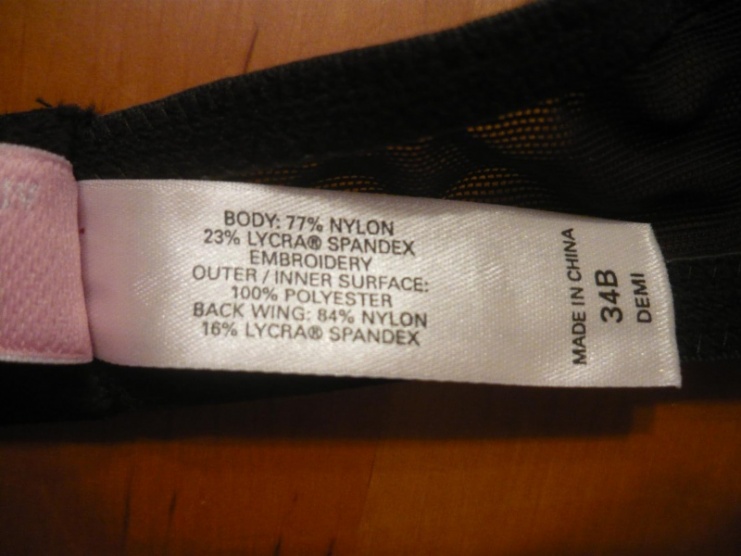 BODY: 77% NYLON
23% LYCRA® SPANDEX
EMBROIDERY
OUTER / INNER SURFACE:
100% POLYESTER
BACK WING: 84% NYLON
16% LYCRA® SPANDEX
MADE IN CHINA
34B
DEMI